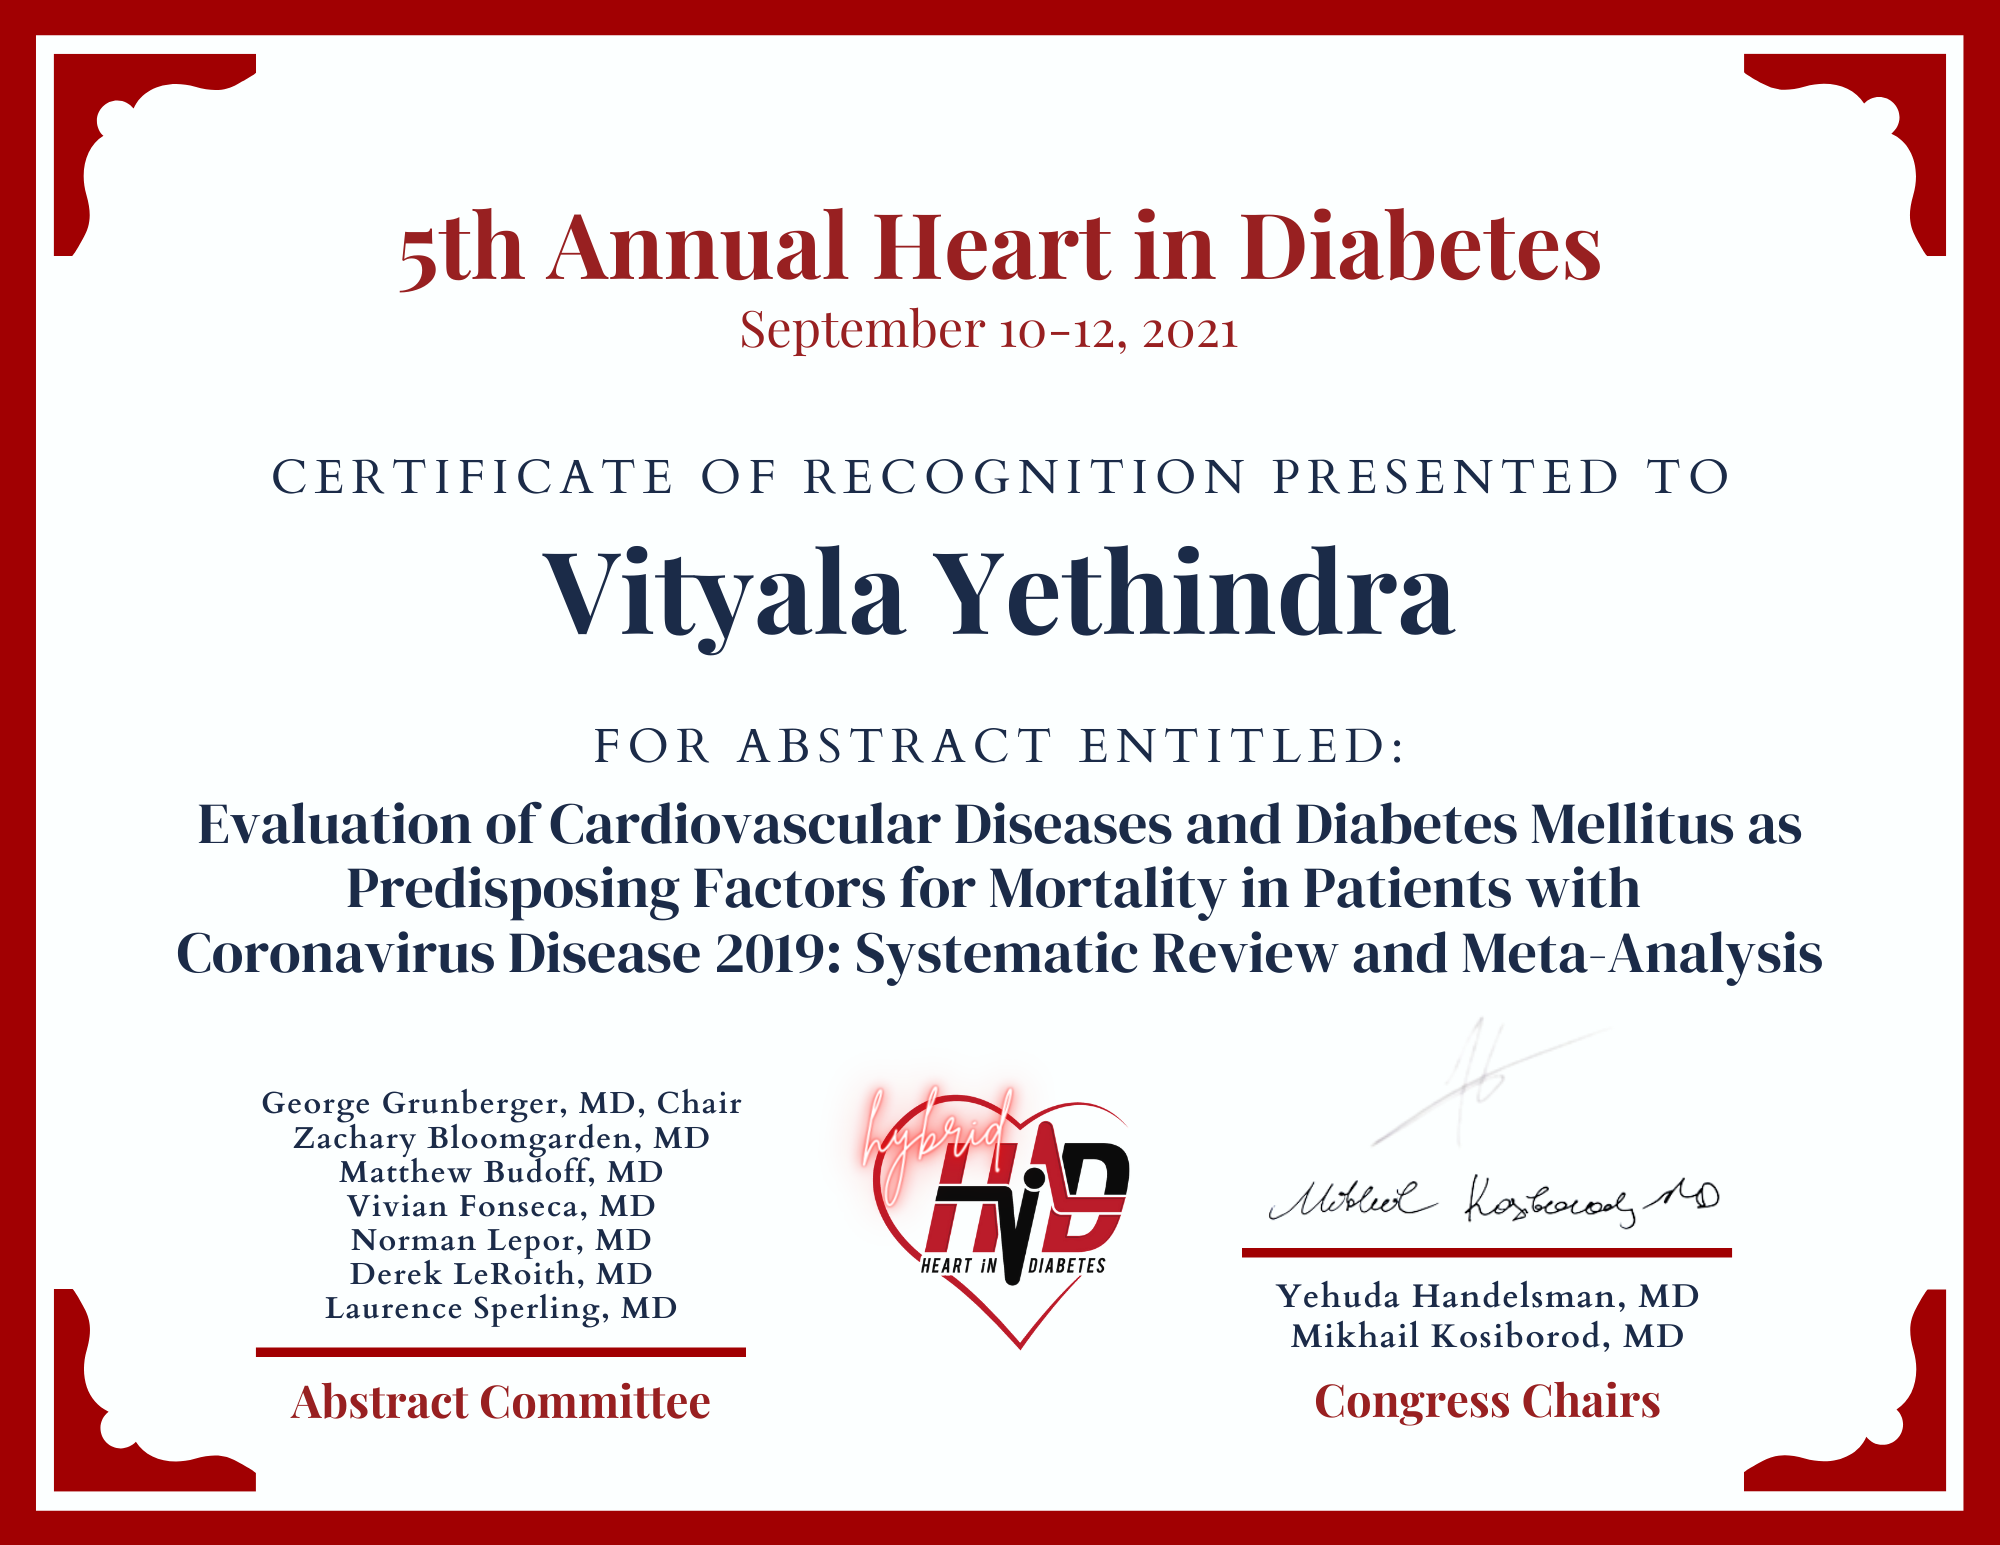 5th Annual Heart in Diabetes
September 10-12, 2021
CERTIFICATE OF RECOGNITION PRESENTED TO
Vityala Yethindra
FOR ABSTRACT ENTITLED:
Evaluation of Cardiovascular Diseases and Diabetes Mellitus as
Predisposing Factors for Mortality in Patients with
Coronavirus Disease 2019: Systematic Review and Meta-Analysis
George Grunberger, MD, Chair
Zachary Bloomgarden, MD
Matthew Budoff, MD
Vivian Fonseca, MD
Norman Lepor, MD
Derek LeRoith, MD
Laurence Sperling, MD
Abstract Committee
hybrid
HiD
HEART iN DIABETES
Mikhail Kosiborod MD
Yehuda Handelsman, MD
Mikhail Kosiborod, MD
Congress Chairs